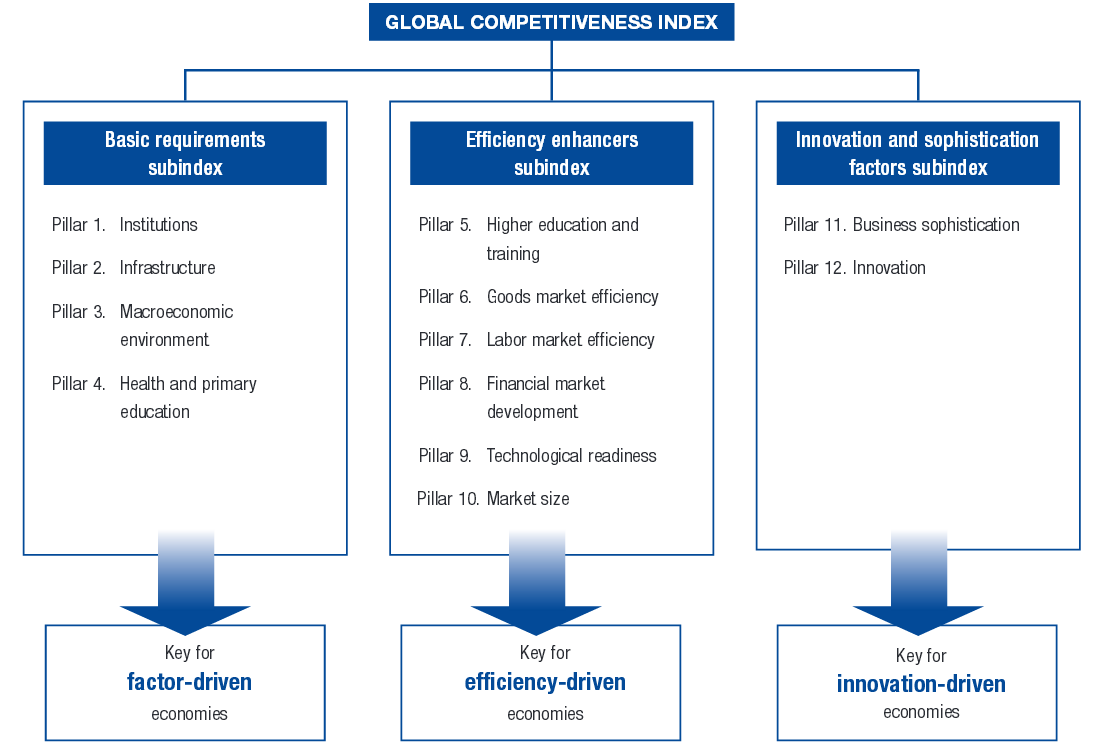 GLOBAL COMPETITIVENESS INDEX
Basic requirements
subindex
Pillar 1. Institutions
Pillar 2. Infrastructure
Pillar 3. Macroeconomic
environment
Pillar 4. Health and primary
education
Key for
factor-driven
economies
Efficiency enhancers
subindex
Pillar 5. Higher education and
training
Pillar 6. Goods market efficiency
Pillar 7. Labor market efficiency
Pillar 8. Financial market
development
Pillar 9. Technological readiness
Pillar 10. Market size
Key for
efficiency-driven
economies
Innovation and sophistication
factors subindex
Pillar 11. Business sophistication
Pillar 12. Innovation
Key for
innovation-driven
economies